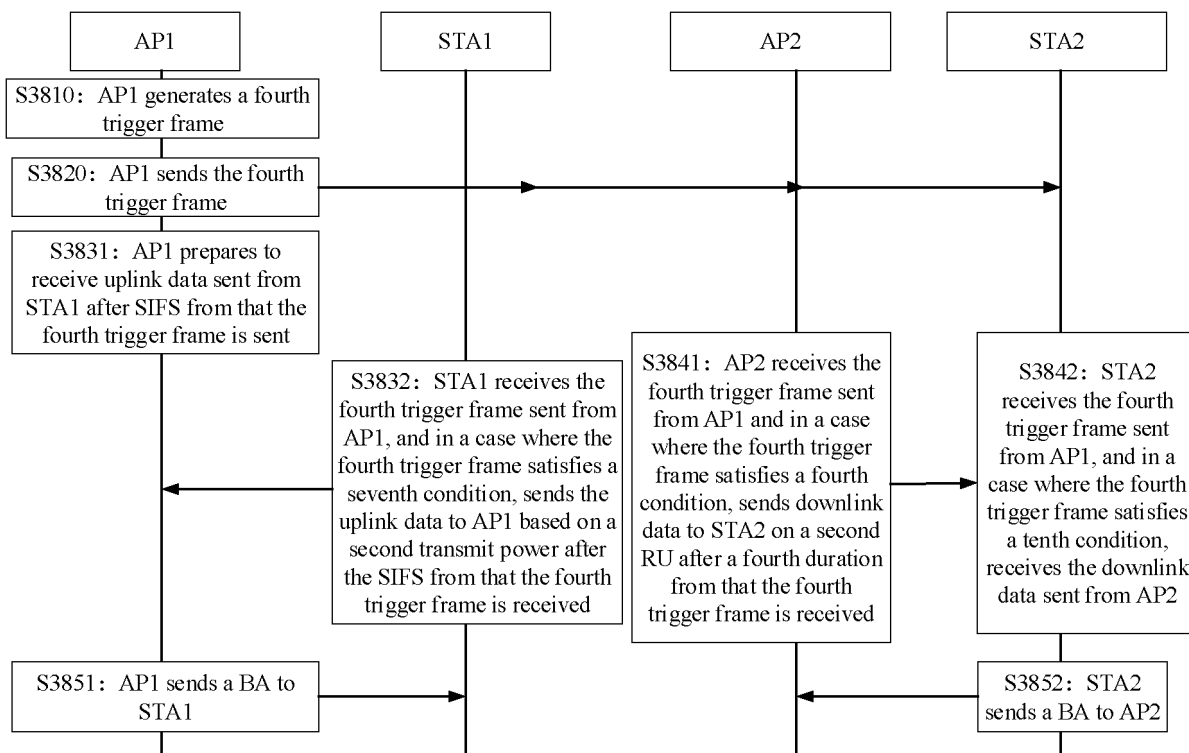 AP1
STA1
AP2
STA2
S3810：AP1 generates a fourth
trigger frame
S3820：AP1 sends the fourth
trigger frame
S3831：AP1 prepares to
receive uplink data sent from
STA1 after SIFS from that the
fourth trigger frame is sent
S3832：STA1 receives the
fourth trigger frame sent from
AP1, and in a case where the
fourth trigger frame satisfies a
seventh condition, sends the
uplink data to AP1 based on a
second transmit power after
the SIFS from that the fourth
trigger frame is received
S3841：AP2 receives the
fourth trigger frame sent
from AP1 and in a case
where the fourth trigger
frame satisfies a fourth
condition, sends downlink
data to STA2 on a second
RU after a fourth duration
from that the fourth
trigger frame is received
S3842：STA2
receives the fourth
trigger frame sent
from AP1, and in a
case where the fourth
trigger frame satisfies
a tenth condition,
receives the downlink
data sent from AP2
S3851：AP1 sends a BA to
STA1
S3852：STA2
sends a BA to AP2